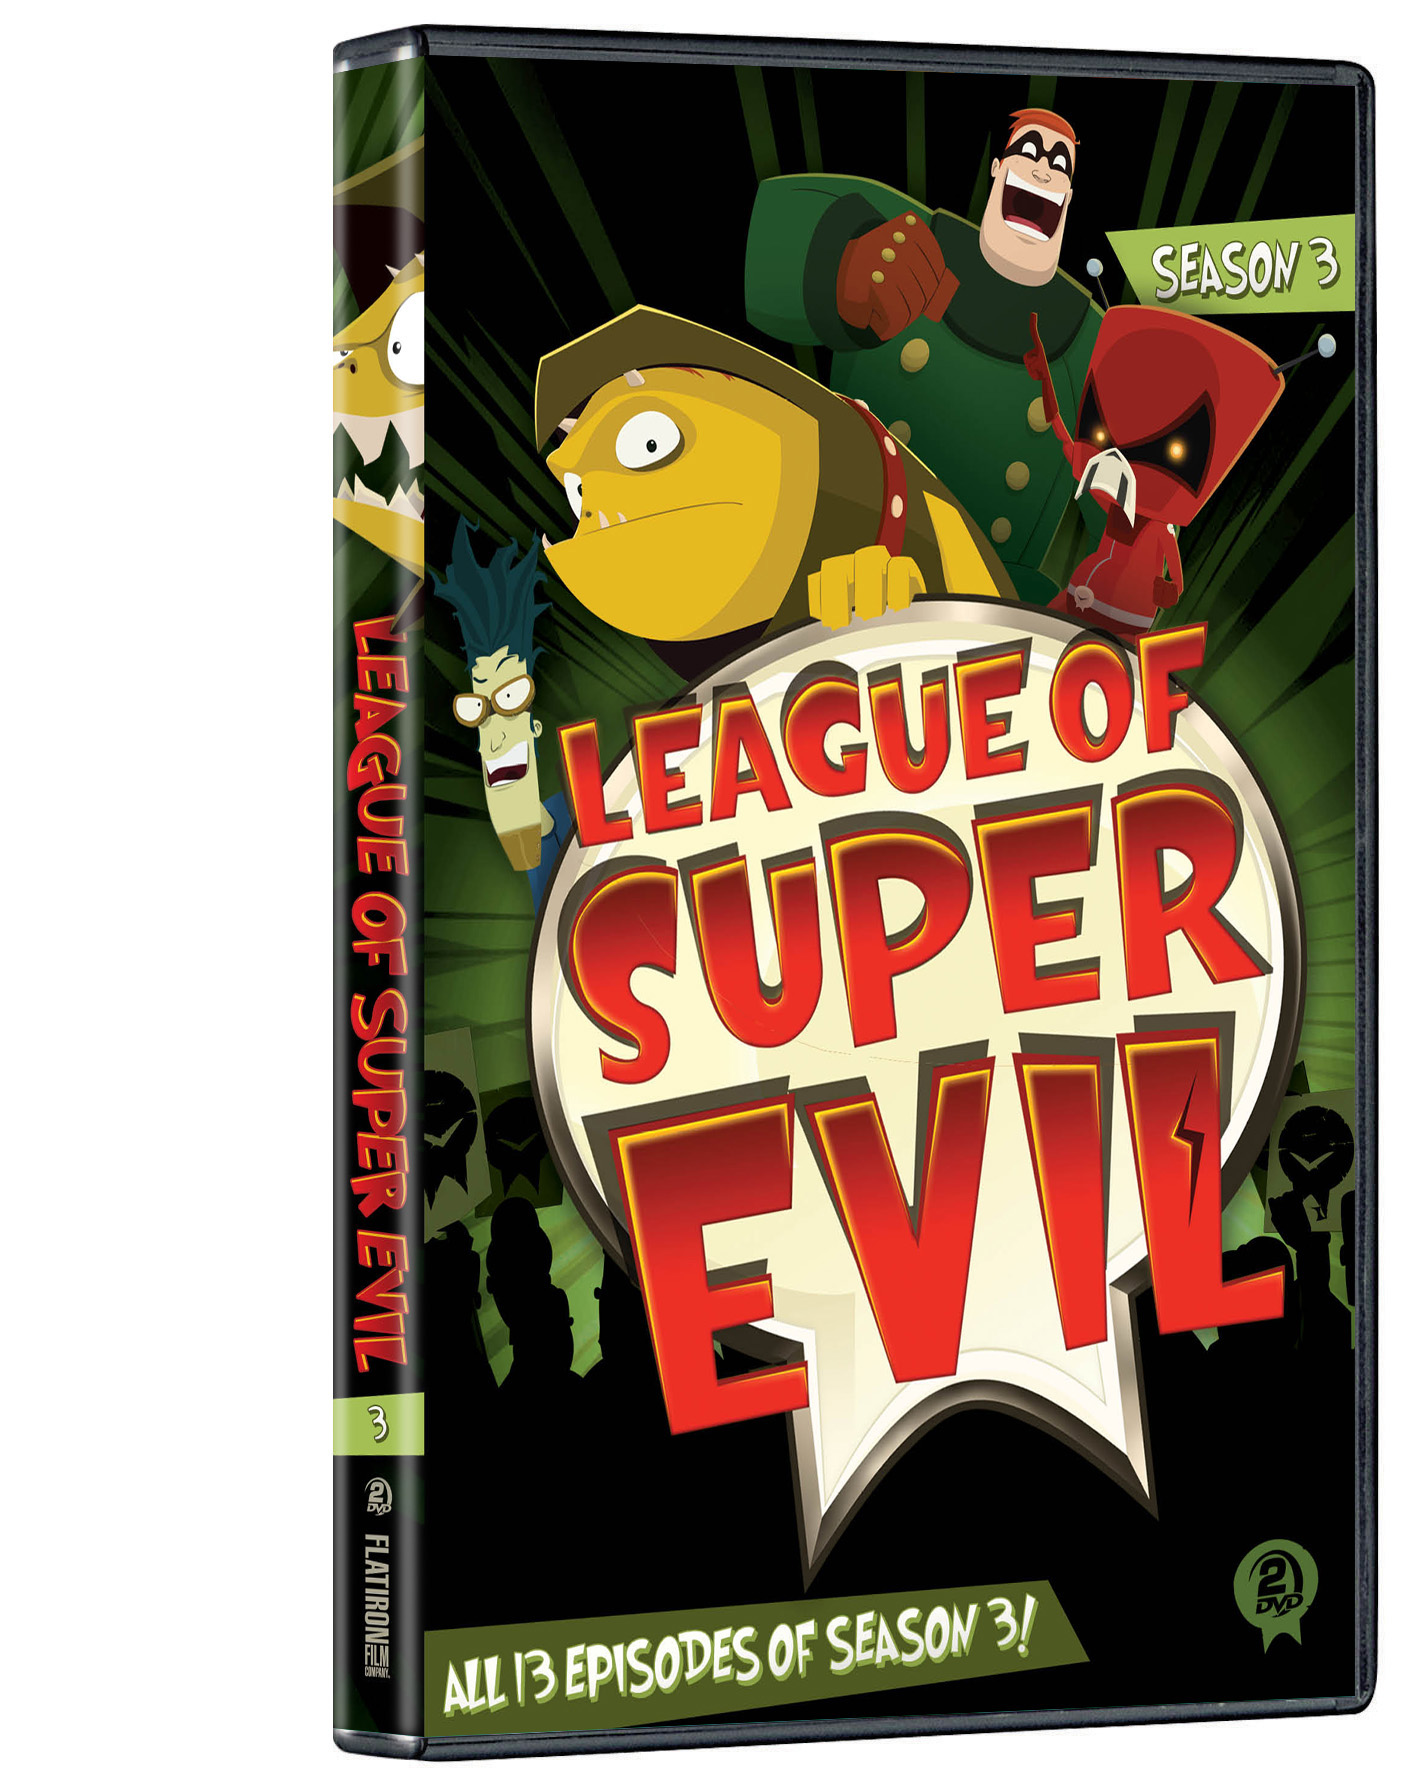 SEASON 3
LEAGUE OF
SUPER
EVIL
ALL 13 EPISODES OF SEASON 3!
2
DVD
LEAGUE OF SUPER EVIL
3
2
DVD
FLATIRON
FILM
COMPANY